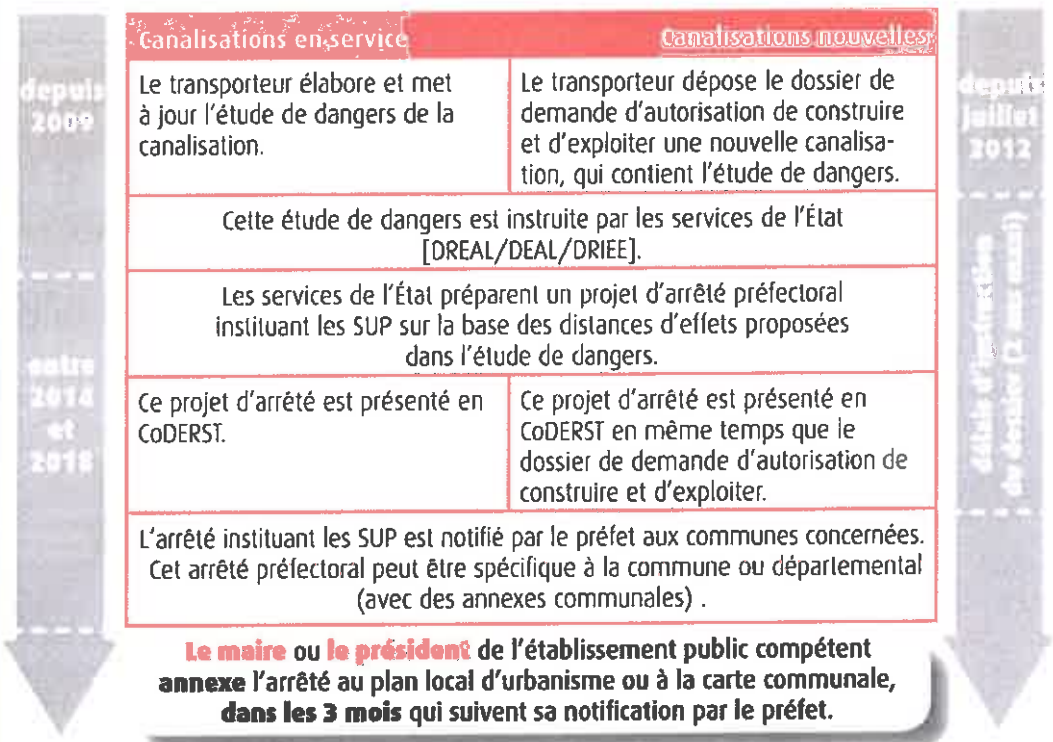 Canalisations en service
Canalisations nouvelles
depuis
2009
Le transporteur élabore et met
à jour l'étude de dangers de la
canalisation.
Le transporteur dépose le dossier de
demande d'autorisation de construire
et d'exploiter une nouvelle canalisa-
tion, qui contient l'étude de dangers.
depuis
juillet
2012
Cette étude de dangers est instruite par les services de l'État
[DREAL/DEAL/DRIEE].
Les services de l'État préparent un projet d'arrêté préfectoral
instituant les SUP sur la base des distances d'effets proposées
dans l'étude de dangers.
entre
2014
et
2018
Ce projet d'arrêté est présenté en
CoDERST.
Ce projet d'arrêté est présenté en
CoDERST en même temps que le
dossier de demande d'autorisation de
construire et d'exploiter.
délais d'instruction
du dossier (2 ans max)
L'arrêté instituant les SUP est notifié par le préfet aux communes concernées.
Cet arrêté préfectoral peut être spécifique à la commune ou départemental
(avec des annexes communales) .
Le maire ou le président de l'établissement public compétent
annexe l'arrêté au plan local d'urbanisme ou à la carte communale,
dans les 3 mois qui suivent sa notification par le préfet.